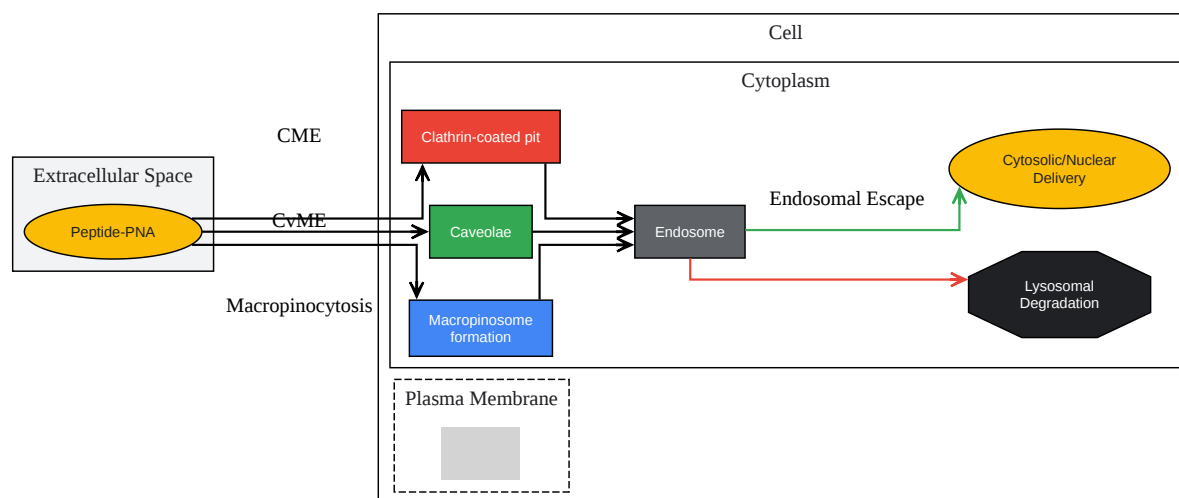 Cell
Cytoplasm
CME
Clathrin-coated pit
Extracellular Space
Cytosolic/Nuclear
Delivery
Peptide-PNA
CvME
Caveolae
Endosome
Endosomal Escape
Macropinocytosis
Macropinosome
formation
Lysosomal
Degradation
Plasma Membrane